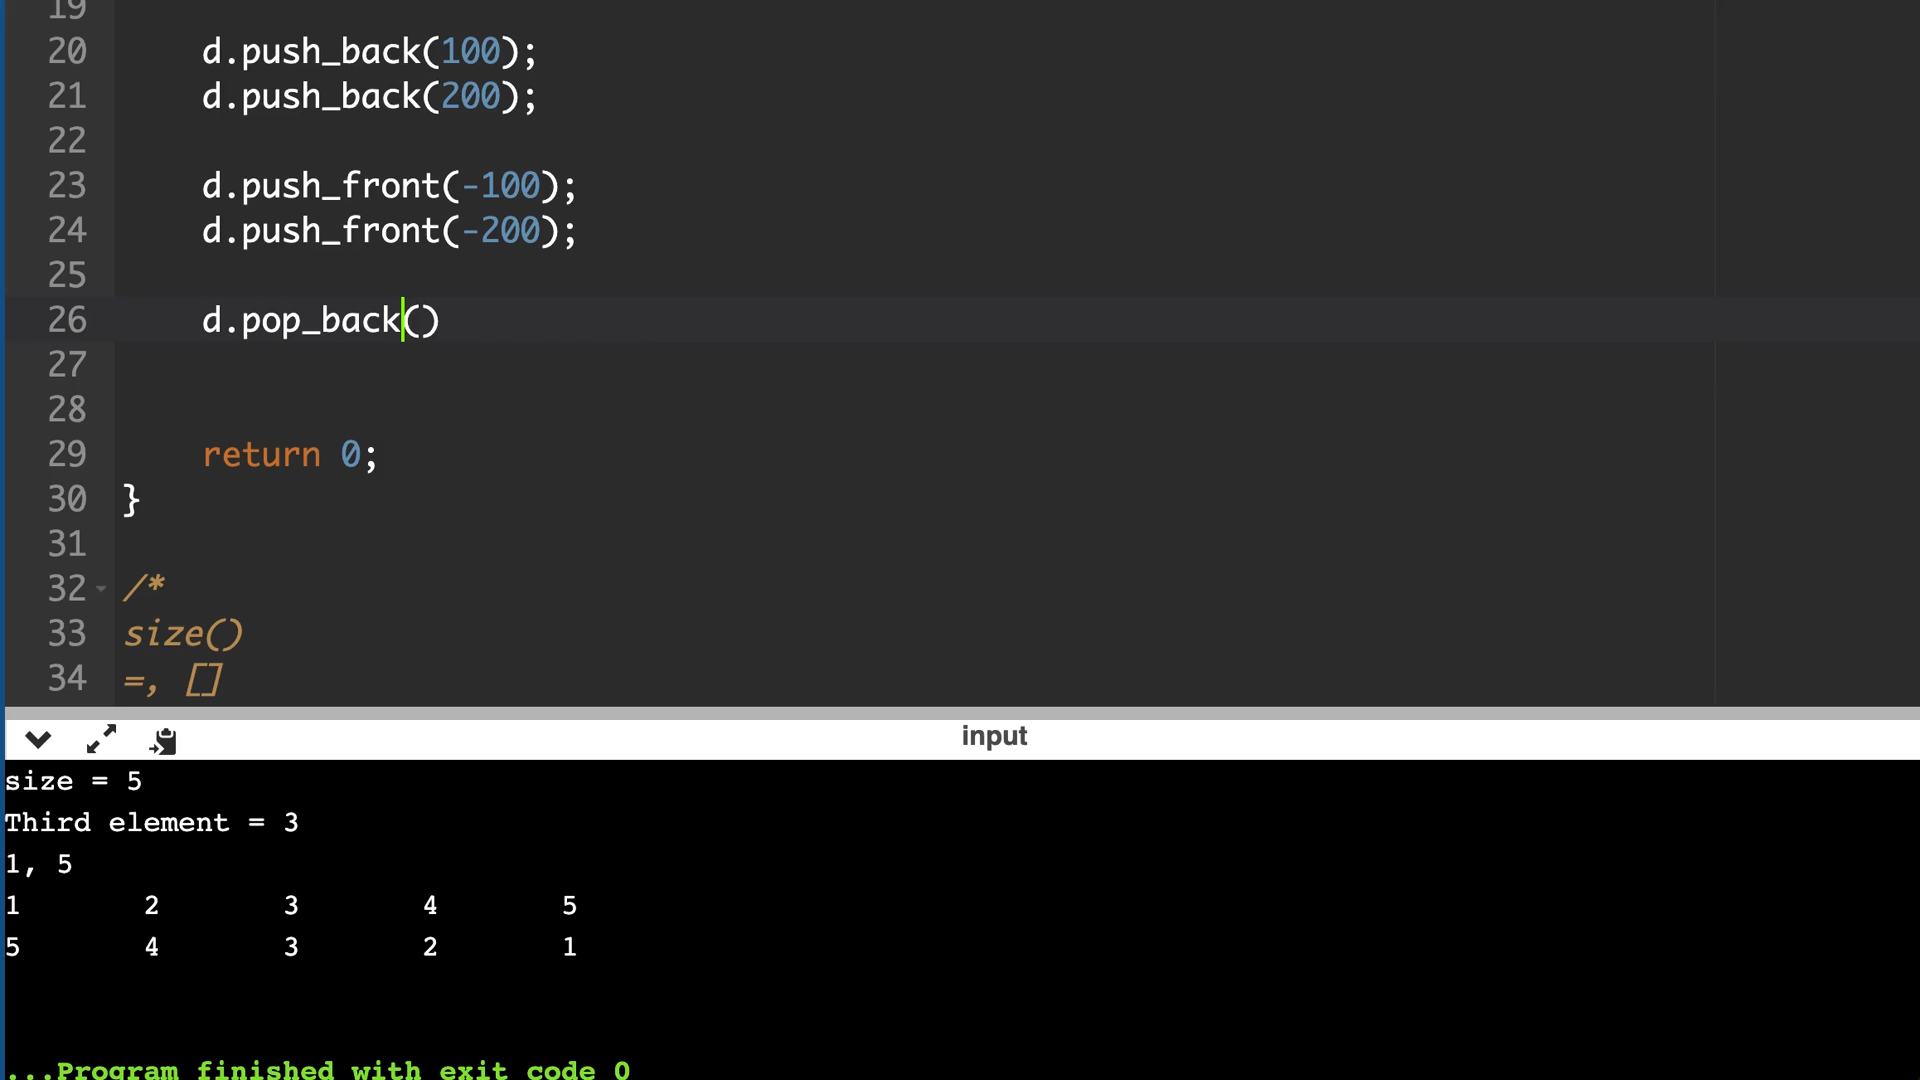 19
20 d.push_back(100);
21 d.push_back(200);
22
23 d.push_front(-100);
24 d.push_front(-200);
25
26 d.pop_back()
27
28
29 return 0;
30 }
31
32 /*
33 size()
34 =, []
input
size = 5
Third element = 3
1, 5
1 2 3 4 5
5 4 3 2 1
...Program finished with exit code 0